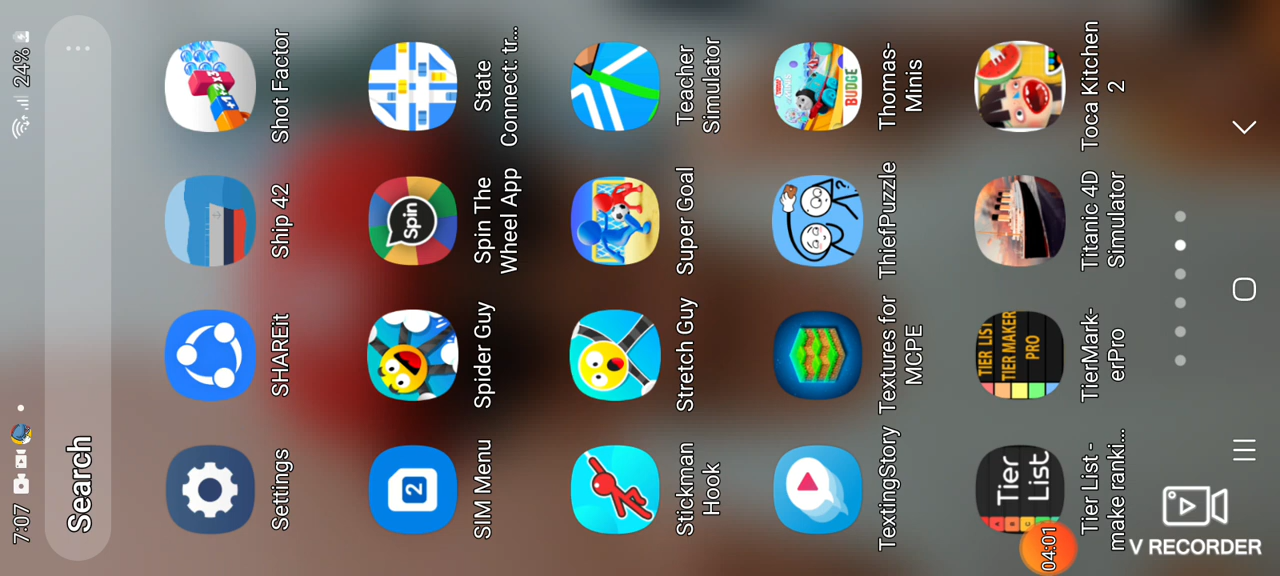 7:07
24%
Search
Settings
SHAREit
Ship 42
Shot Factor
2
Spin
SIM Menu
Spider Guy
Spin The
Wheel App
State
Connect: tr...
Stickman
Hook
Stretch Guy
Super Goal
Teacher
Simulator
BUDGE
TextingStory
Textures for
MCPE
ThiefPuzzle
Thomas-
Minis
Tier
List
TIER LIST
TIER MAKER
PRO
Tier List -
make ranki...
TierMark-
erPro
Titanic 4D
Simulator
Toca Kitchen
2
04:01
V RECORDER